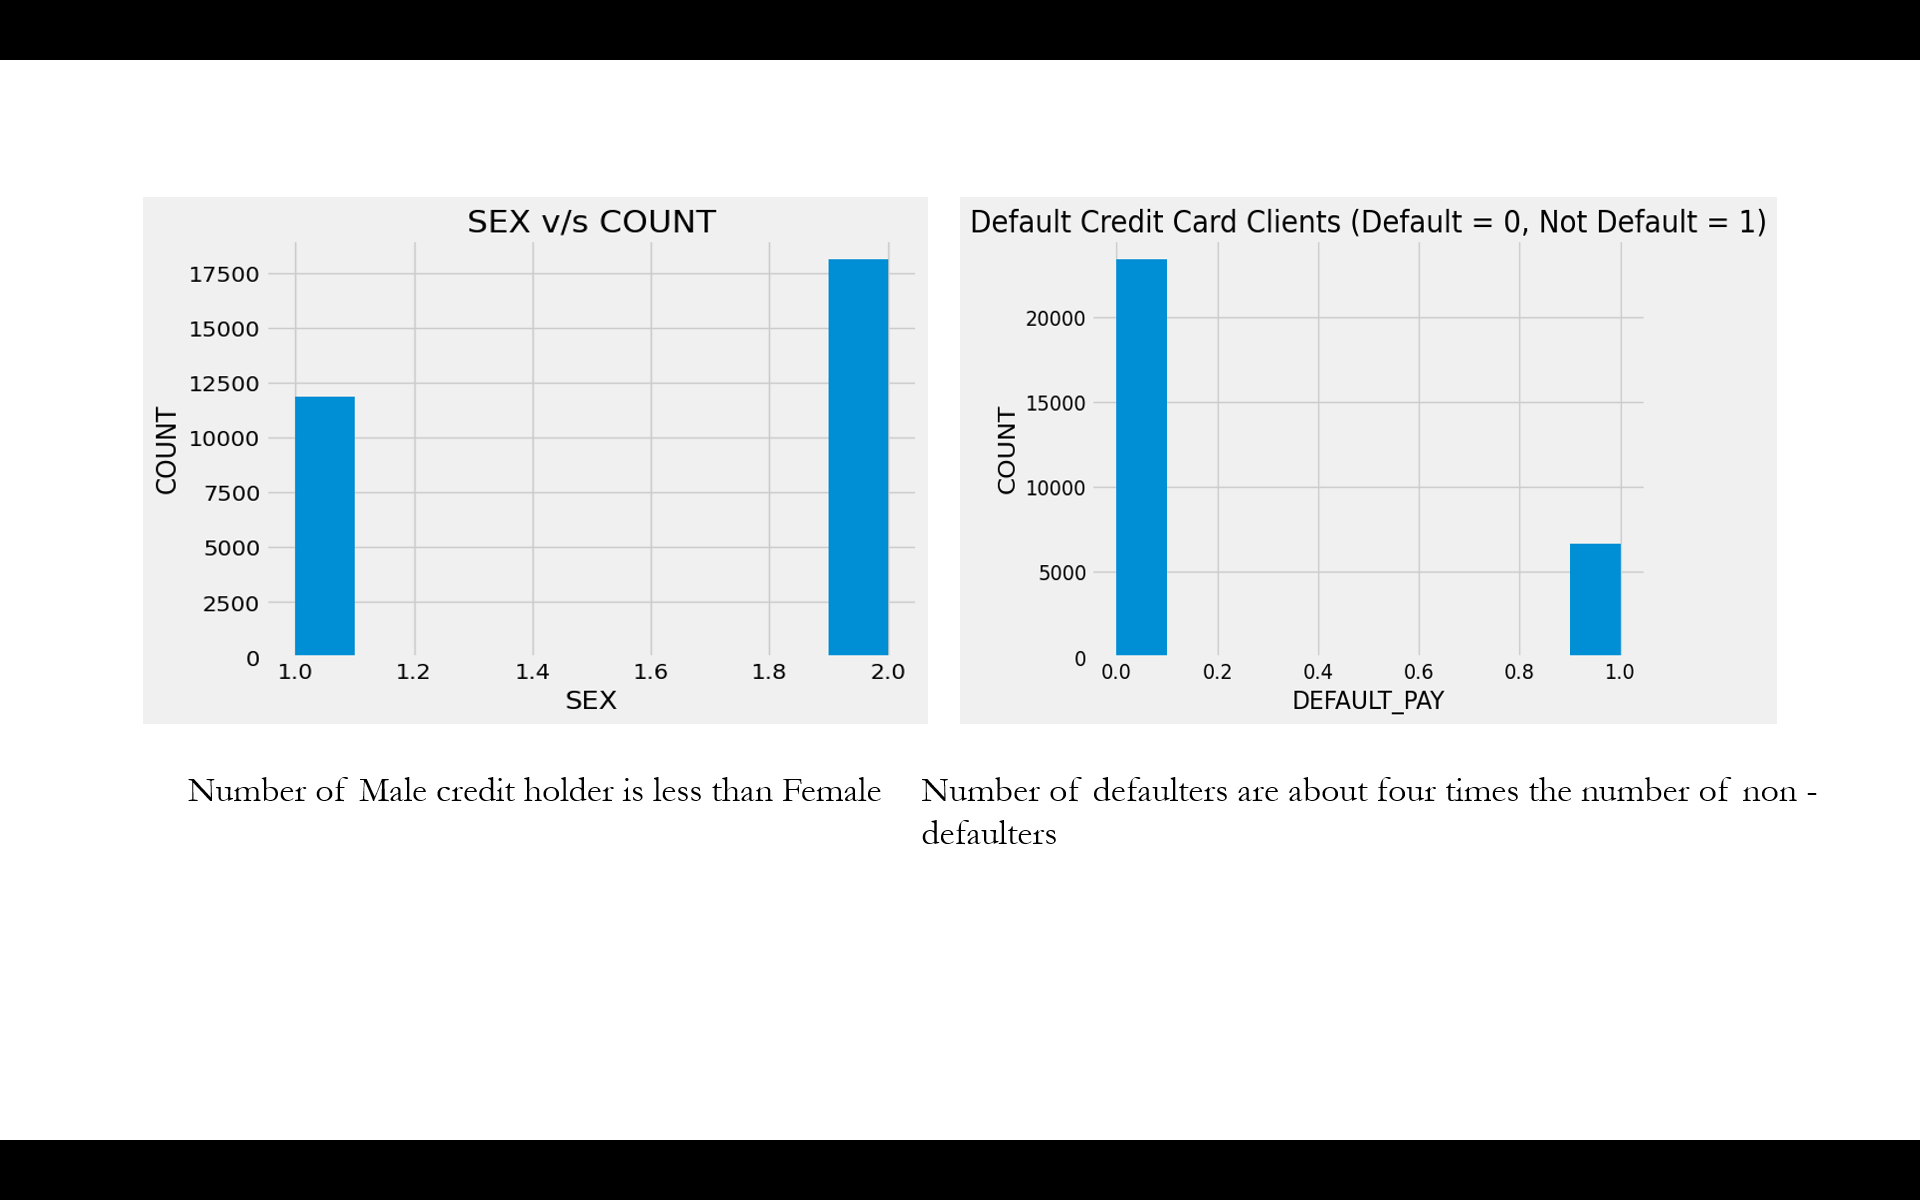 SEX v/s COUNT
17500
15000
12500
10000
7500
5000
2500
0
COUNT
1.0 1.2 1.4 1.6 1.8 2.0
SEX
Default Credit Card Clients (Default = 0, Not Default = 1)
20000
15000
10000
5000
0
COUNT
0.0 0.2 0.4 0.6 0.8 1.0
DEFAULT_PAY
Number of Male credit holder is less than Female
Number of defaulters are about four times the number of non -
defaulters